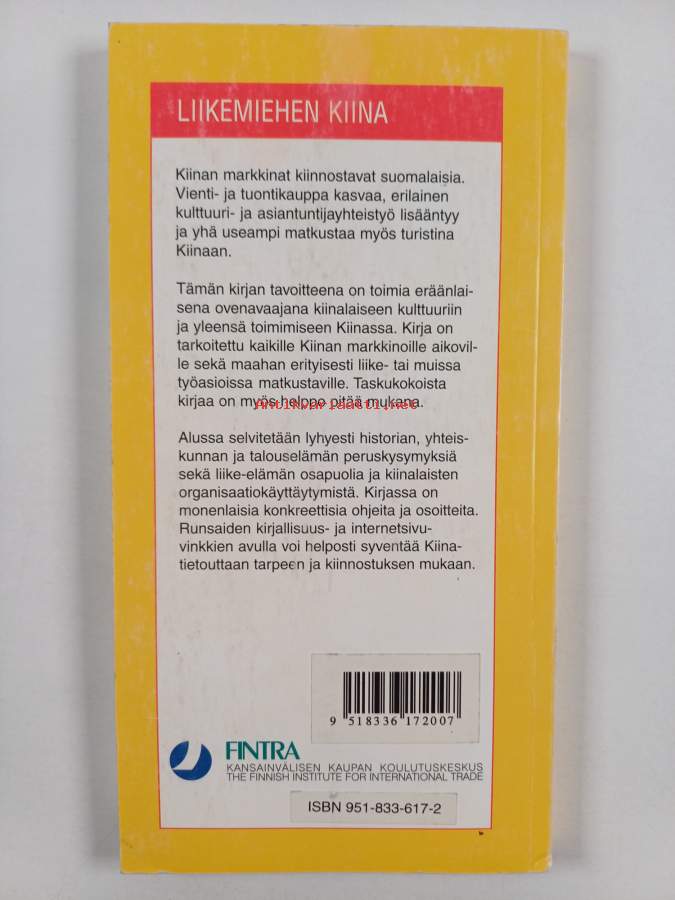 LIIKEMIEHEN KIINA
Kiinan markkinat kiinnostavat suomalaisia.
Vienti- ja tuontikauppa kasvaa, erilainen
kulttuuri- ja asiantuntijayhteistyö lisääntyy
ja yhä useampi matkustaa myös turistina
Kiinaan.
Tämän kirjan tavoitteena on toimia eräänlai-
sena ovenavaajana kiinalaiseen kulttuuriin
ja yleensä toimimiseen Kiinassa. Kirja on
tarkoitettu kaikille Kiinan markkinoille aikovil-
le sekä maahan erityisesti liike- tai muissa
työasioissa matkustaville. Taskukokoista
kirjaa on myös helppo pitää mukana.
Antikvariaatti.net
Alussa selvitetään lyhyesti historian, yhteis-
kunnan ja talouselämän peruskysymyksiä
sekä liike-elämän osapuolia ja kiinalaisten
organisaatiokäyttäytymistä. Kirjassa on
monenlaisia konkreettisia ohjeita ja osoitteita.
Runsaiden kirjallisuus- ja internetsivu-
vinkkien avulla voi helposti syventää Kiina-
tietouttaan tarpeen ja kiinnostuksen mukaan.
9 518336 172007
FINTRA
KANSAINVÄLISEN KAUPAN KOULUTUSKESKUS
THE FINNISH INSTITUTE FOR INTERNATIONAL TRADE
ISBN 951-833-617-2